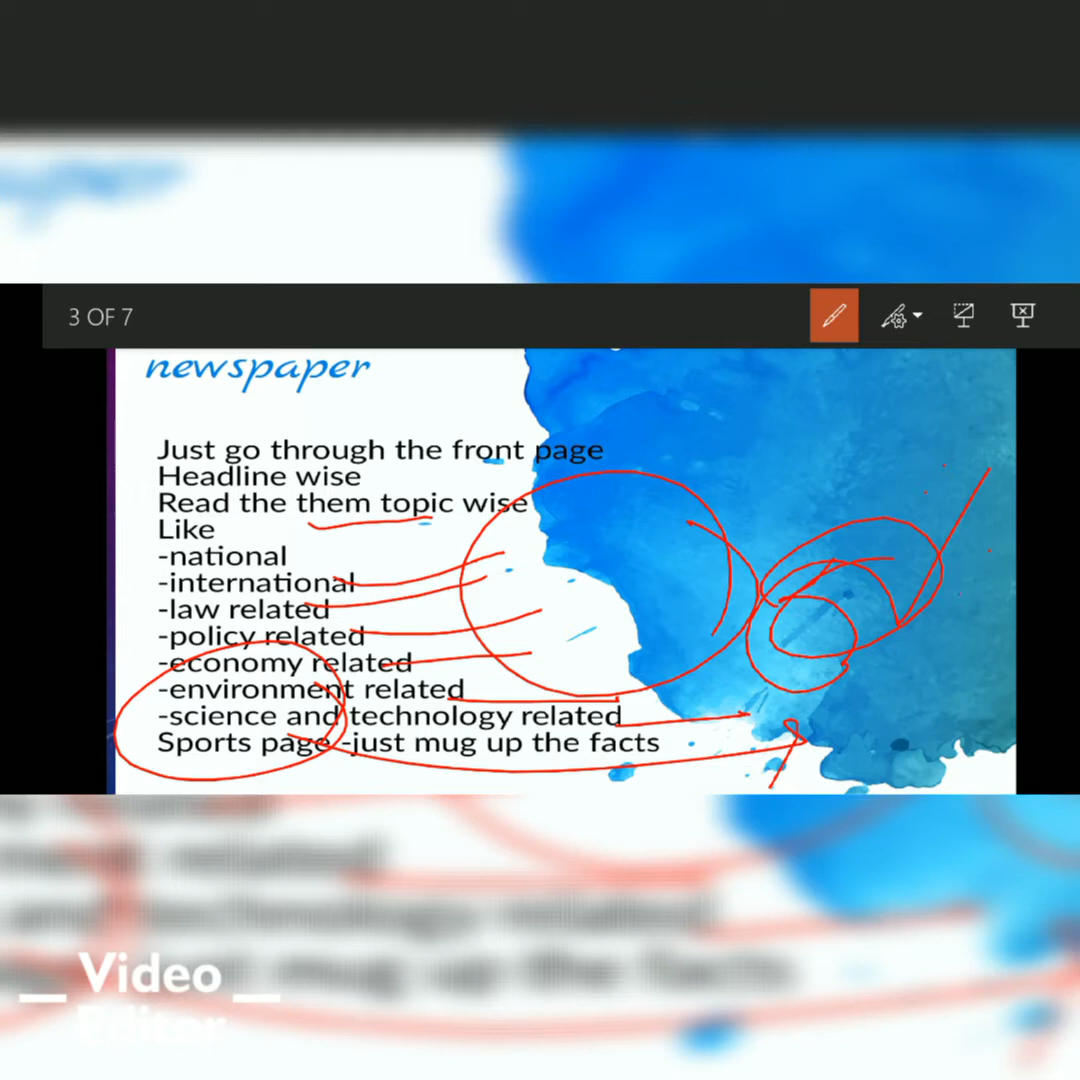 3 OF 7
newspaper
Just go through the front page
Headline wise
Read the them topic wise
Like
-national
-international
-law related
-policy related
-economy related
-environment related
-science and technology related
Sports page -just mug up the facts
Video
Editor